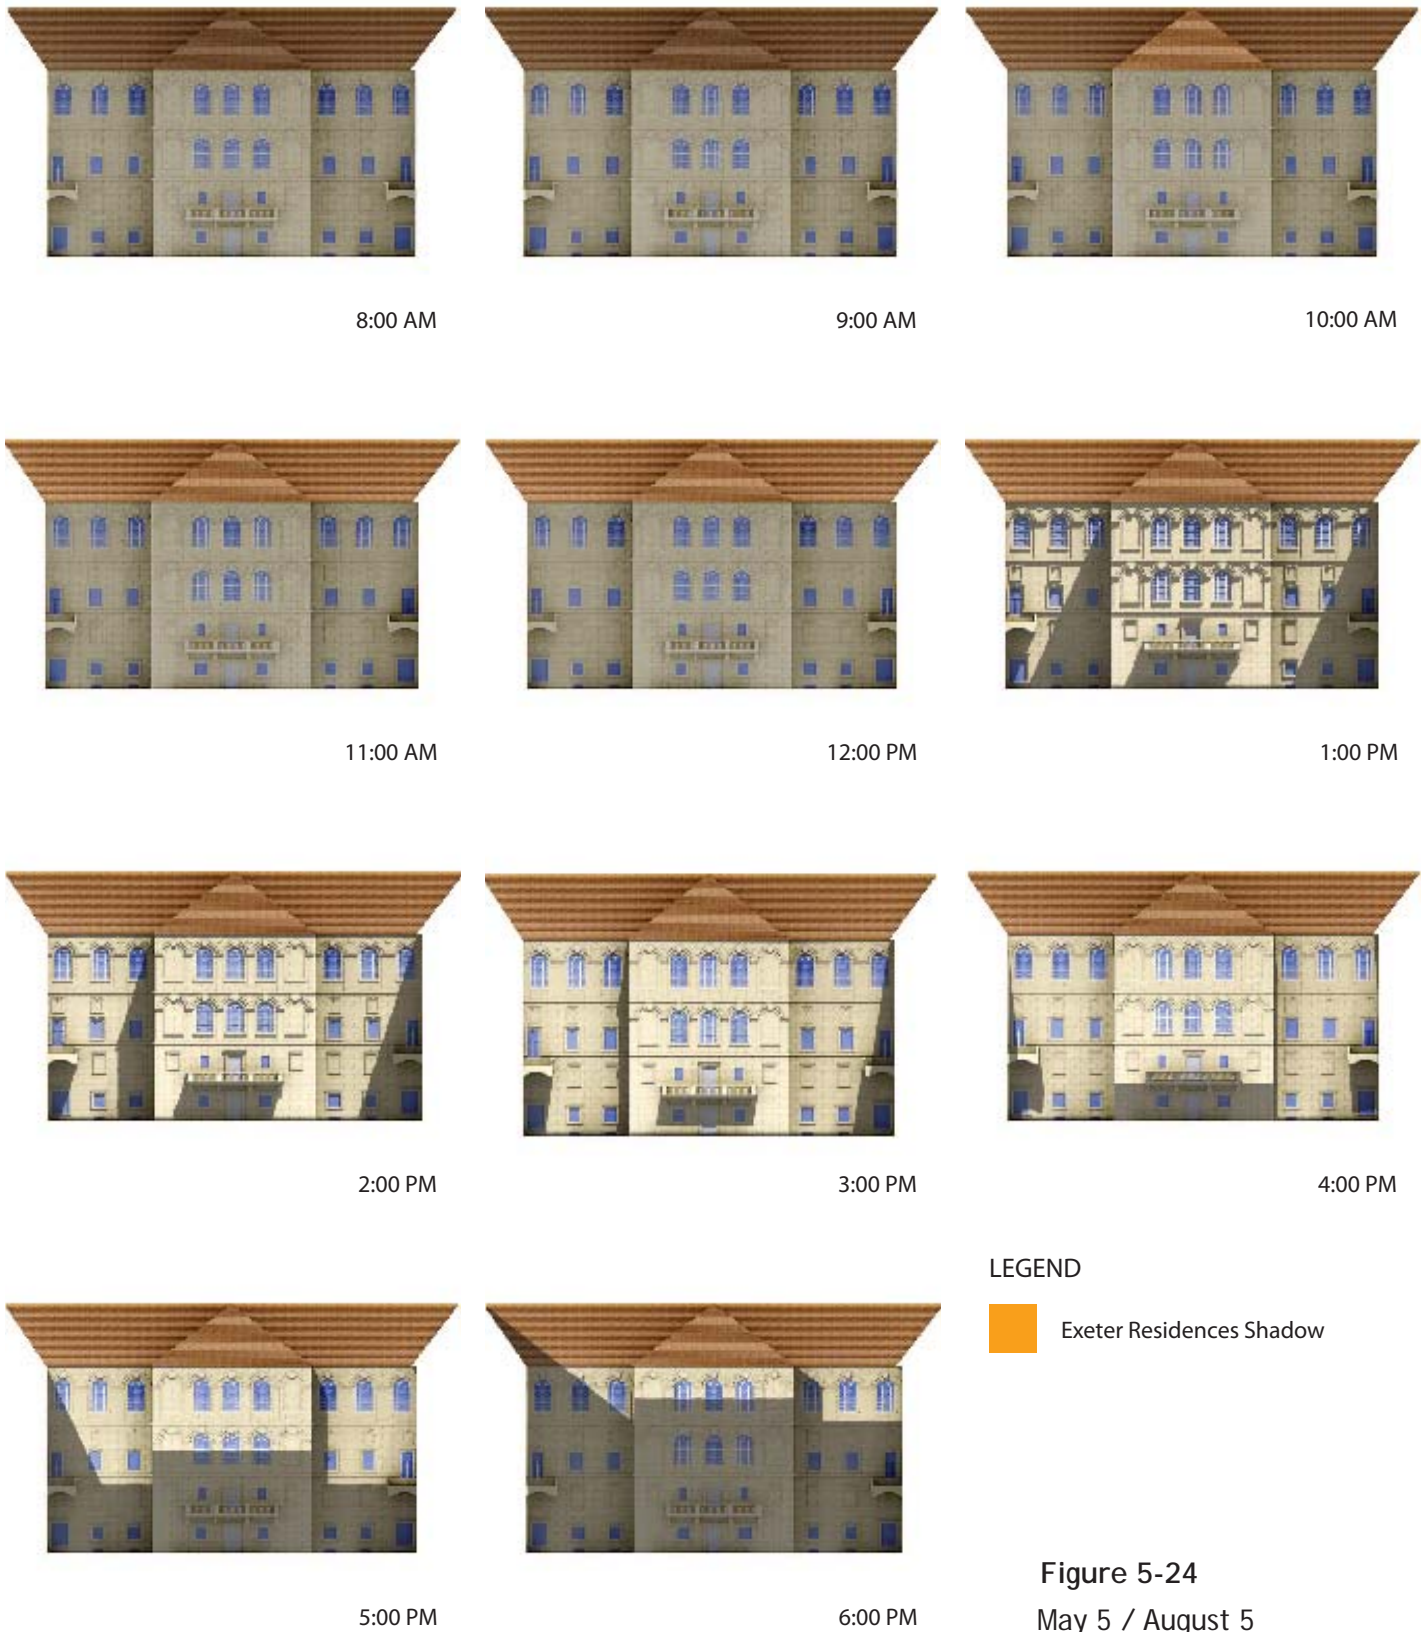 8:00 AM
9:00 AM
10:00 AM
11:00 AM
12:00 PM
1:00 PM
2:00 PM
3:00 PM
4:00 PM
LEGEND
Exeter Residences Shadow
5:00 PM
6:00 PM
Figure 5-24
May 5 / August 5